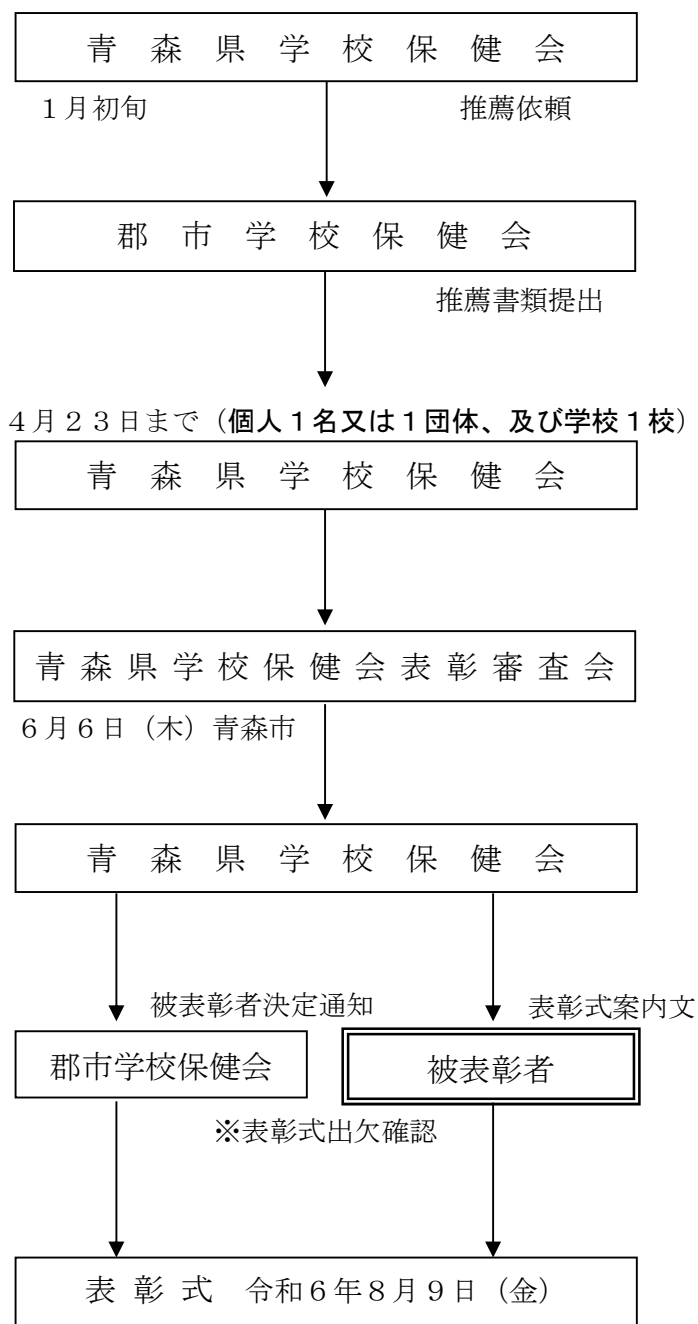 青森県学校保健会
１月初旬　推薦依頼
郡市学校保健会
推薦書類提出
４月２３日まで（個人１名又は１団体、及び学校１校）
青森県学校保健会
青森県学校保健会表彰審査会
６月６日（木）青森市
青森県学校保健会
被表彰者決定通知　表彰式案内文
郡市学校保健会　被表彰者
※表彰式出欠確認
表彰式　令和６年８月９日（金）